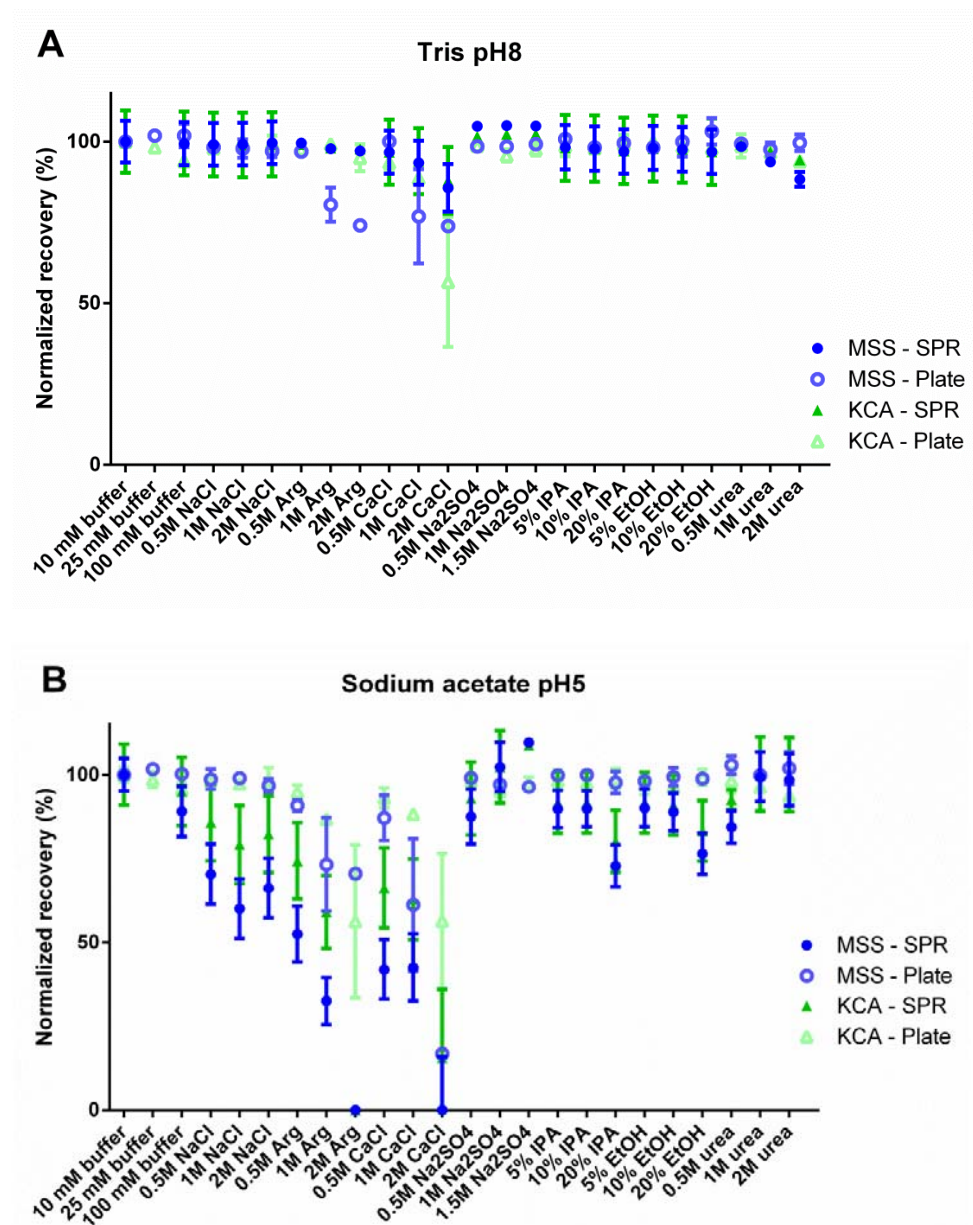 A
Tris pH8
Normalized recovery (%)
100
50
0
MSS - SPR
MSS - Plate
KCA - SPR
KCA - Plate
10 mM buffer
25 mM buffer
100 mM buffer
0.5M NaCl
1M NaCl
2M NaCl
0.5M Arg
1M Arg
2M Arg
0.5M CaCl
1M CaCl
2M CaCl
0.5M Na2SO4
1M Na2SO4
1.5M Na2SO4
5% IPA
10% IPA
20% IPA
5% EtOH
10% EtOH
20% EtOH
0.5M urea
1M urea
2M urea
B
Sodium acetate pH5
Normalized recovery (%)
100
50
0
MSS - SPR
MSS - Plate
KCA - SPR
KCA - Plate
10 mM buffer
25 mM buffer
100 mM buffer
0.5M NaCl
1M NaCl
2M NaCl
0.5M Arg
1M Arg
2M Arg
0.5M CaCl
1M CaCl
2M CaCl
0.5M Na2SO4
1M Na2SO4
1.5M Na2SO4
5% IPA
10% IPA
20% IPA
5% EtOH
10% EtOH
20% EtOH
0.5M urea
1M urea
2M urea